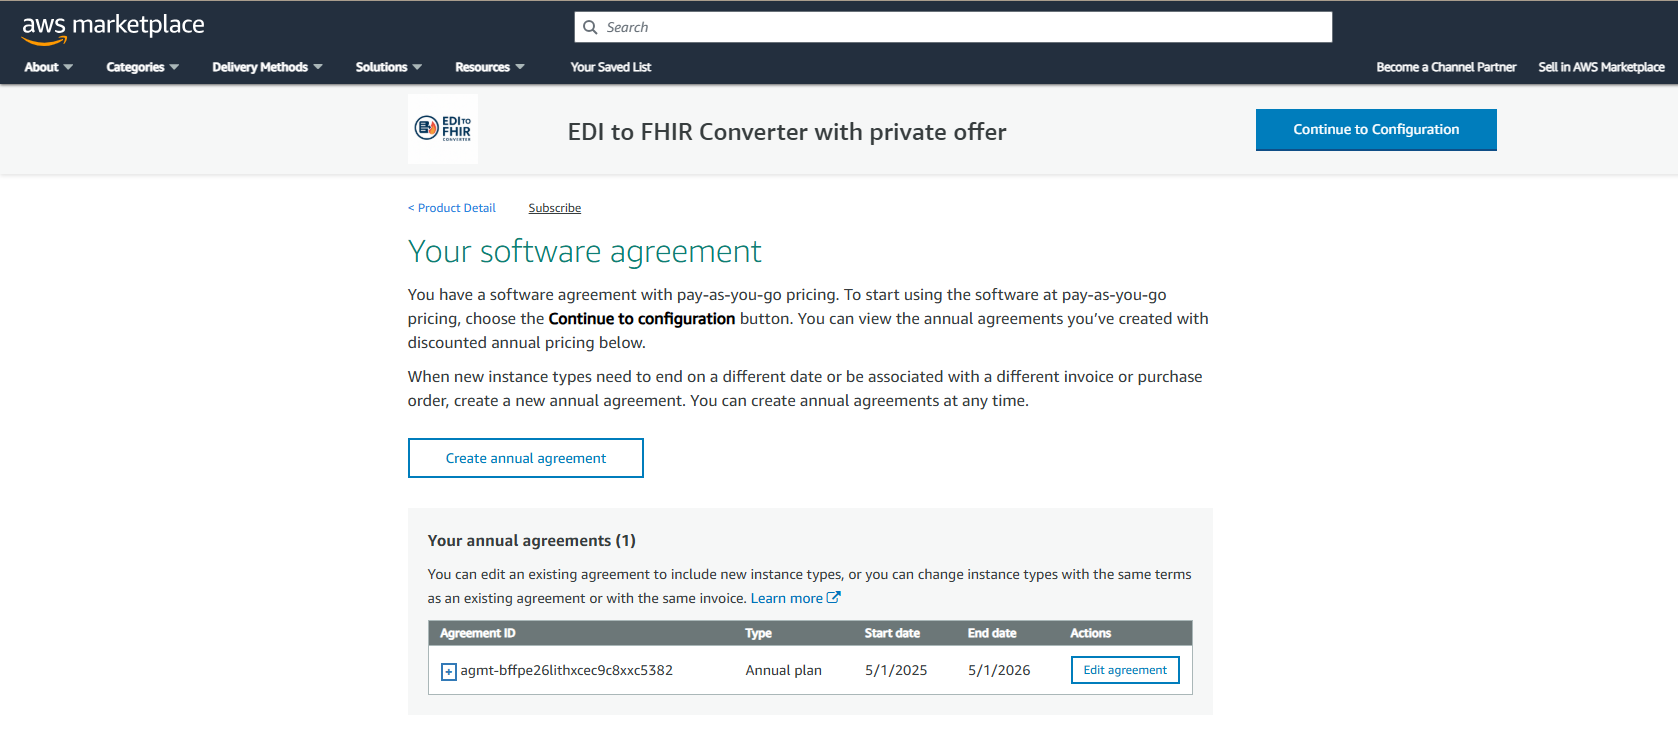 aws marketplace
Search
About
Categories
Delivery Methods
Solutions
Resources
Your Saved List
Become a Channel Partner
Sell in AWS Marketplace
EDI TO
FHIR
CONVERTER
EDI to FHIR Converter with private offer
Continue to Configuration
< Product Detail
Subscribe
Your software agreement
You have a software agreement with pay-as-you-go pricing. To start using the software at pay-as-you-go
pricing, choose the Continue to configuration button. You can view the annual agreements you’ve created with
discounted annual pricing below.
When new instance types need to end on a different date or be associated with a different invoice or purchase
order, create a new annual agreement. You can create annual agreements at any time.
Create annual agreement
Your annual agreements (1)
You can edit an existing agreement to include new instance types, or you can change instance types with the same terms
as an existing agreement or with the same invoice. Learn more
Agreement ID Type Start date End date Actions
agmt-bffpe26lithxcec9c8xxc5382 Annual plan 5/1/2025 5/1/2026 Edit agreement